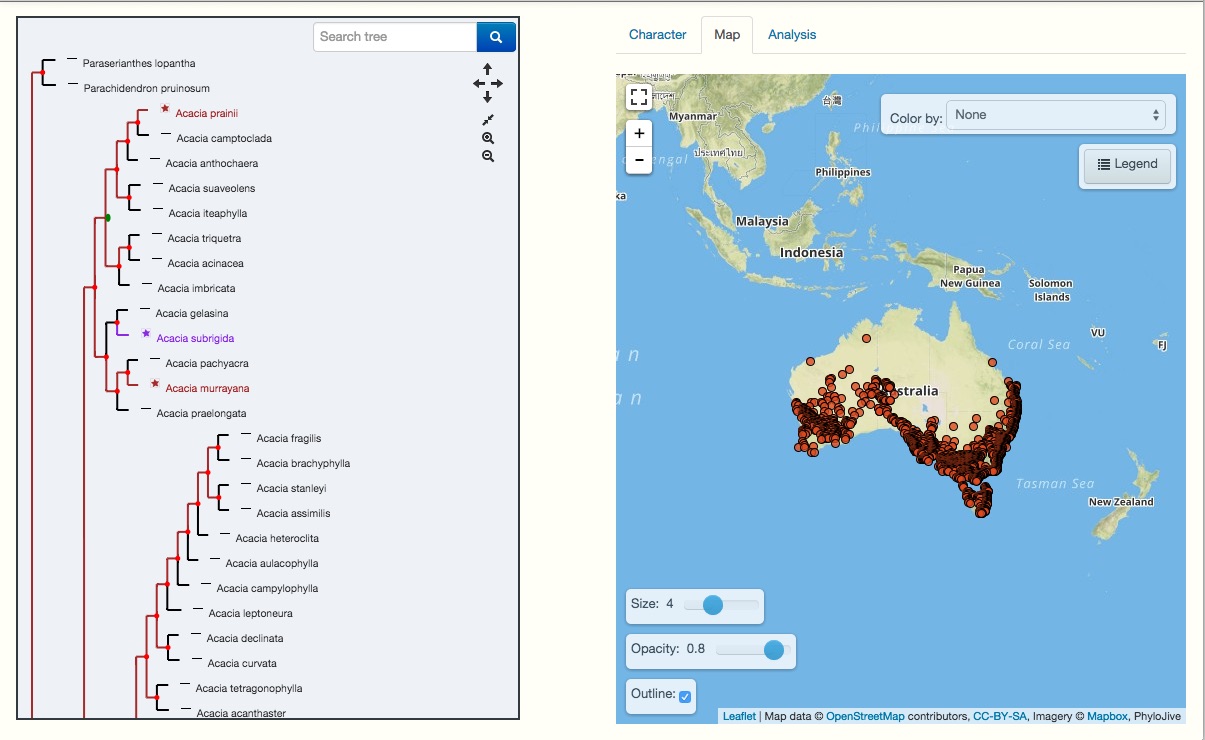 Search tree
Paraserianthes lopantha
Parachidendron pruinosum
Acacia prainii
Acacia camptoclada
Acacia anthochaera
Acacia suaveolens
Acacia iteaphylla
Acacia triquetra
Acacia acinacea
Acacia imbricata
Acacia gelasina
Acacia subrigida
Acacia pachyacra
Acacia murrayana
Acacia praelongata
Acacia fragilis
Acacia brachyphylla
Acacia stanleyi
Acacia assimilis
Acacia heteroclita
Acacia aulacophylla
Acacia campylophylla
Acacia leptoneura
Acacia declinata
Acacia curvata
Acacia tetragonophylla
Acacia acanthaster
Character Map Analysis
Color by: None
Legend
+
−
台灣
Myanmar
ประเทศไทย
Philippines
Malaysia
Indonesia
Papua
New Guinea
Solomon
Islands
VU
FJ
Coral Sea
stralia
Tasman Sea
New Zealand
Size: 4
Opacity: 0.8
Outline:
Leaflet | Map data © OpenStreetMap contributors, CC-BY-SA, Imagery © Mapbox, PhyloJive